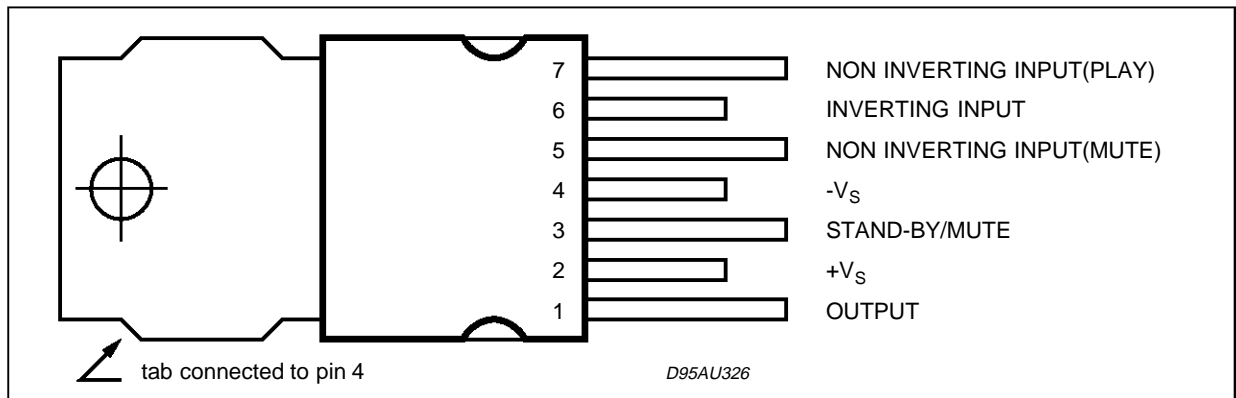 7 NON INVERTING INPUT(PLAY)
6 INVERTING INPUT
5 NON INVERTING INPUT(MUTE)
4 -VS
3 STAND-BY/MUTE
2 +VS
1 OUTPUT
tab connected to pin 4
D95AU326